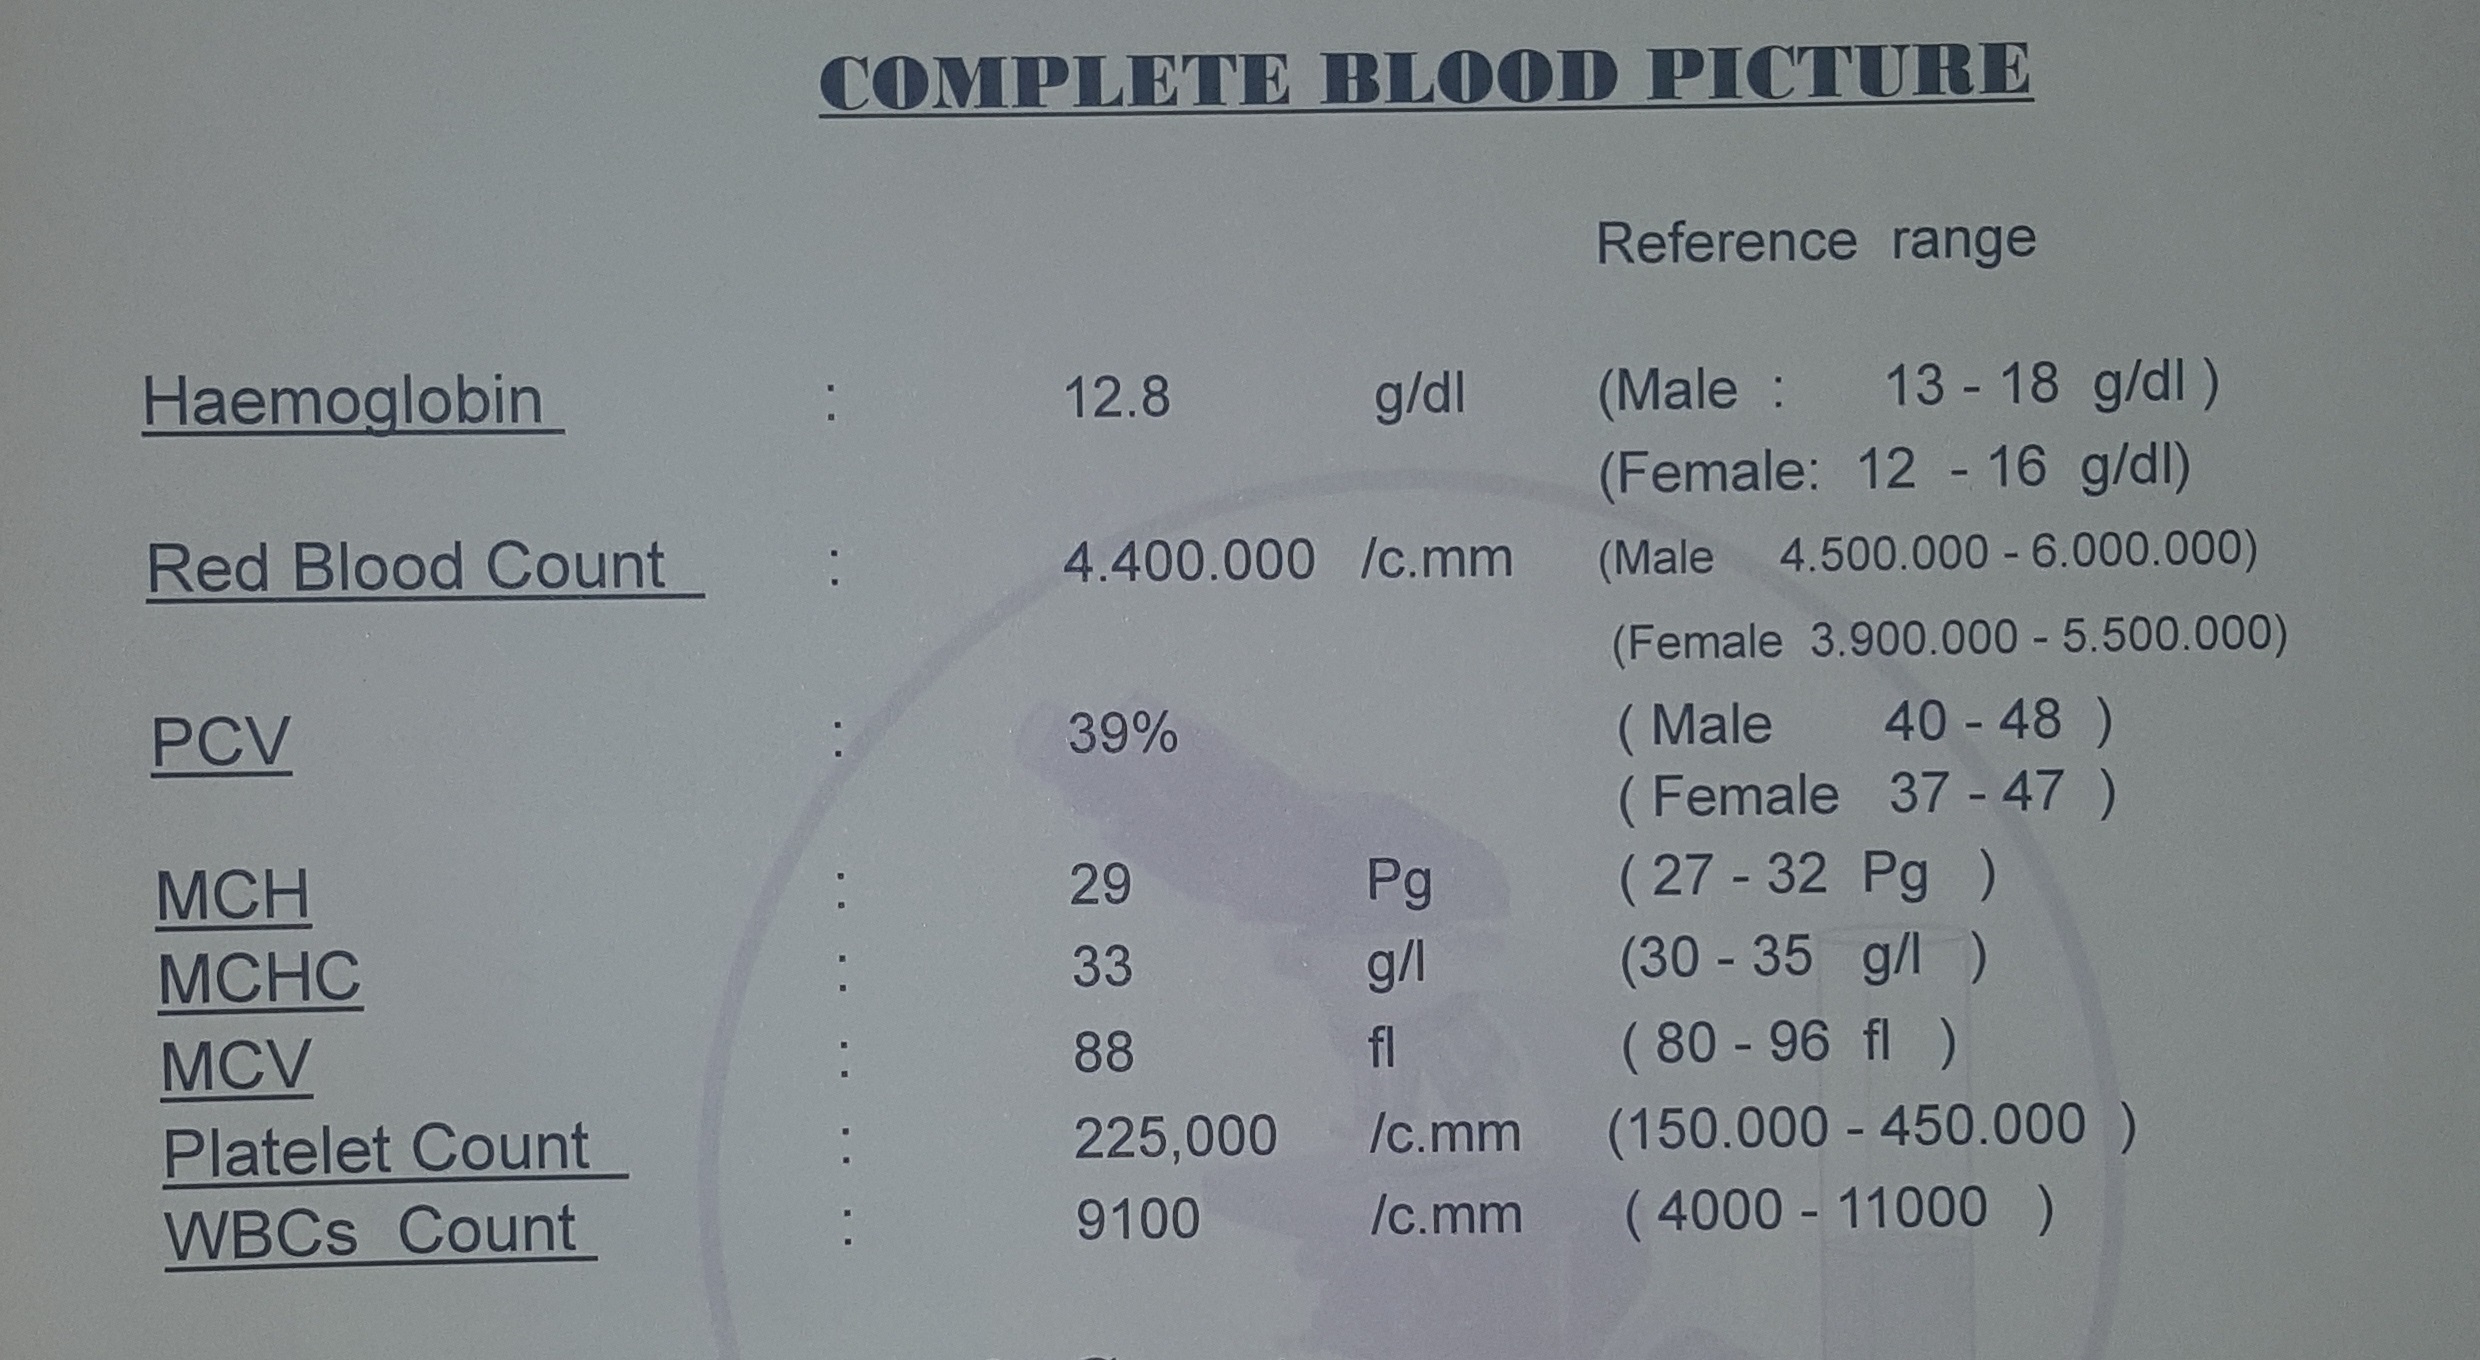 COMPLETE BLOOD PICTURE
Reference range
Haemoglobin : 12.8 g/dl (Male : 13 - 18 g/dl )
(Female: 12 - 16 g/dl)
Red Blood Count : 4.400.000 /c.mm (Male 4.500.000 - 6.000.000)
(Female 3.900.000 - 5.500.000)
PCV : 39% ( Male 40 - 48 )
( Female 37 - 47 )
MCH : 29 Pg ( 27 - 32 Pg )
MCHC : 33 g/l (30 - 35 g/l )
MCV : 88 fl ( 80 - 96 fl )
Platelet Count : 225,000 /c.mm (150.000 - 450.000 )
WBCs Count : 9100 /c.mm ( 4000 - 11000 )